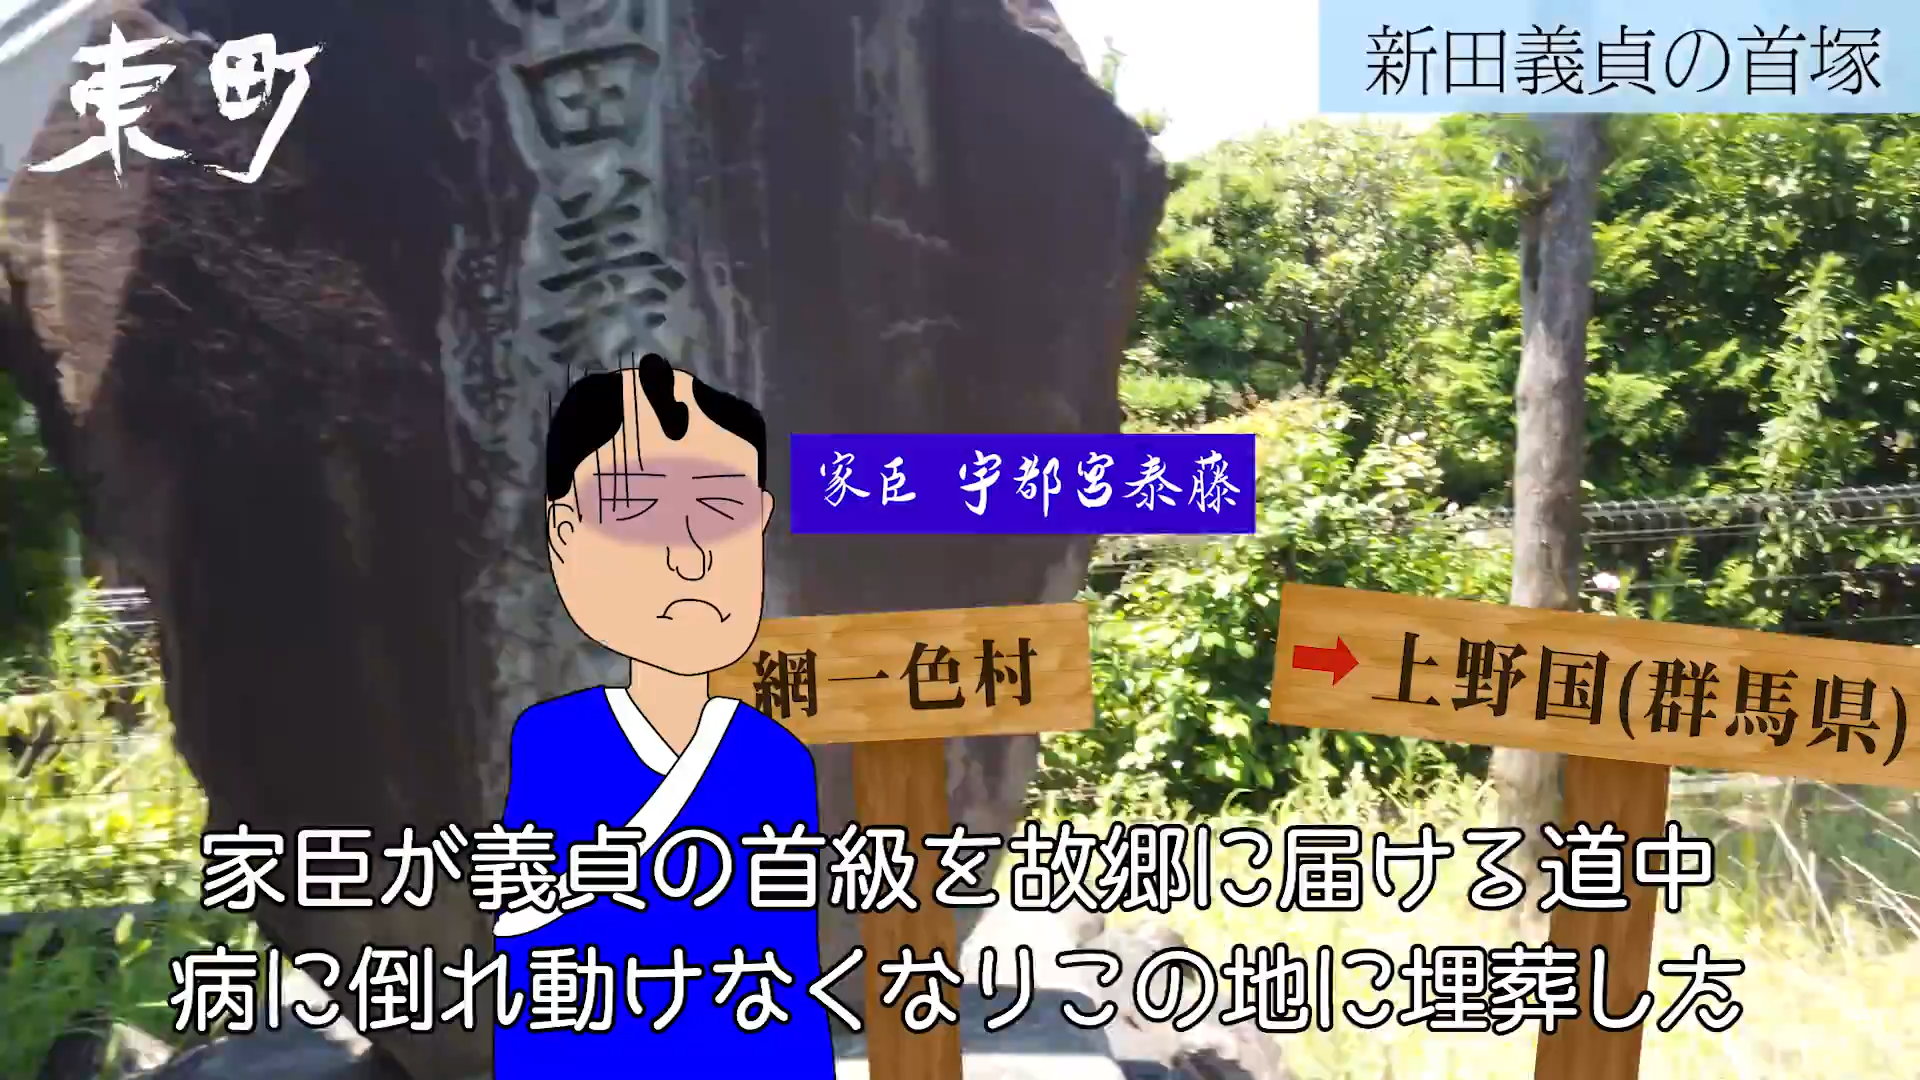 東町
新田義貞の首塚
田義
家臣 宇都宮泰藤
網一色村
上野国(群馬県)
家臣が義貞の首級を故郷に届ける道中
病に倒れ動けなくなりこの地に埋葬した